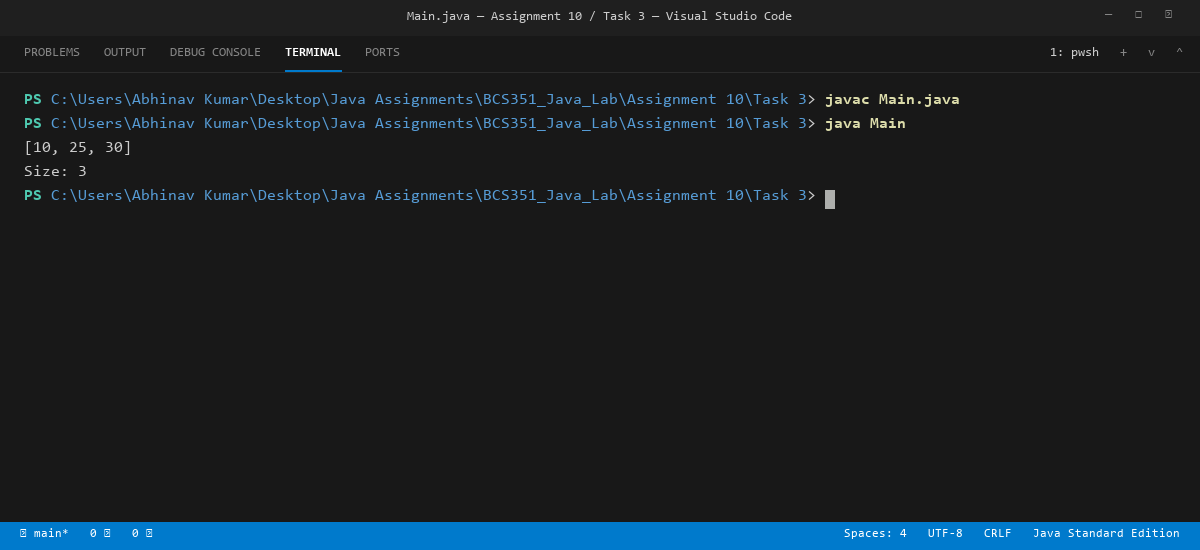 Main.java — Assignment 10 / Task 3 — Visual Studio Code
PROBLEMS OUTPUT DEBUG CONSOLE TERMINAL PORTS 1: pwsh + v ^
PS C:\Users\Abhinav Kumar\Desktop\Java Assignments\BCS351_Java_Lab\Assignment 10\Task 3> javac Main.java
PS C:\Users\Abhinav Kumar\Desktop\Java Assignments\BCS351_Java_Lab\Assignment 10\Task 3> java Main
[10, 25, 30]
Size: 3
PS C:\Users\Abhinav Kumar\Desktop\Java Assignments\BCS351_Java_Lab\Assignment 10\Task 3>
main* 0 0 Spaces: 4 UTF-8 CRLF Java Standard Edition